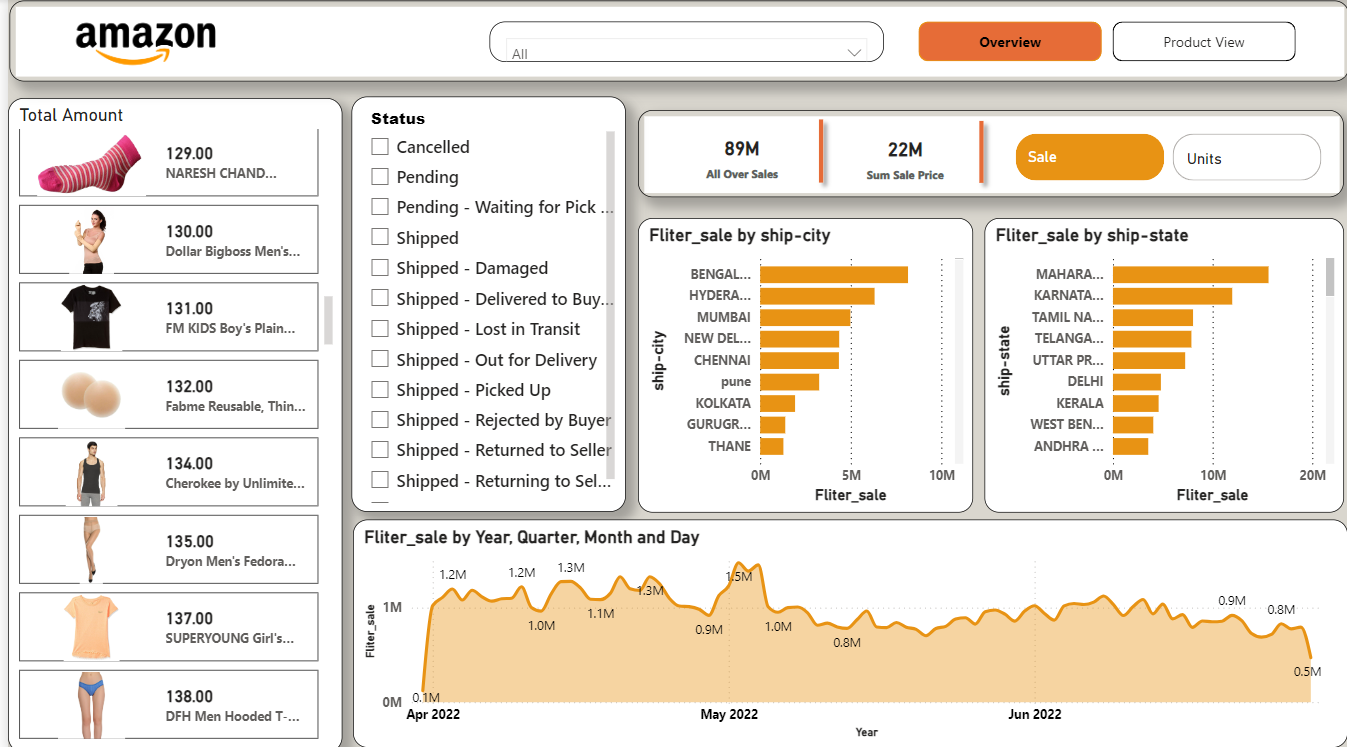 amazon
All
Overview
Product View
Total Amount
129.00
NARESH CHAND...
130.00
Dollar Bigboss Men's...
131.00
FM KIDS Boy's Plain...
132.00
Fabme Reusable, Thin...
134.00
Cherokee by Unlimite...
135.00
Dryon Men's Fedora...
137.00
SUPERYOUNG Girl's...
138.00
DFH Men Hooded T-...
Status
Cancelled
Pending
Pending - Waiting for Pick ...
Shipped
Shipped - Damaged
Shipped - Delivered to Buy...
Shipped - Lost in Transit
Shipped - Out for Delivery
Shipped - Picked Up
Shipped - Rejected by Buyer
Shipped - Returned to Seller
Shipped - Returning to Sel...
89M
All Over Sales
22M
Sum Sale Price
Sale
Units
Fliter_sale by ship-city
ship-city
BENGAL...
HYDERA...
MUMBAI
NEW DEL...
CHENNAI
pune
KOLKATA
GURUGR...
THANE
0M 5M 10M
Fliter_sale
Fliter_sale by ship-state
ship-state
MAHARA...
KARNATA...
TAMIL NA...
TELANGA...
UTTAR PR...
DELHI
KERALA
WEST BEN...
ANDHRA ...
0M 10M 20M
Fliter_sale
Fliter_sale by Year, Quarter, Month and Day
Fliter_sale
1M
0M
0.1M
1.2M
1.2M
1.0M
1.3M
1.1M
1.3M
0.9M
1.5M
1.0M
0.8M
0.9M
0.8M
0.5M
Apr 2022 May 2022 Jun 2022
Year